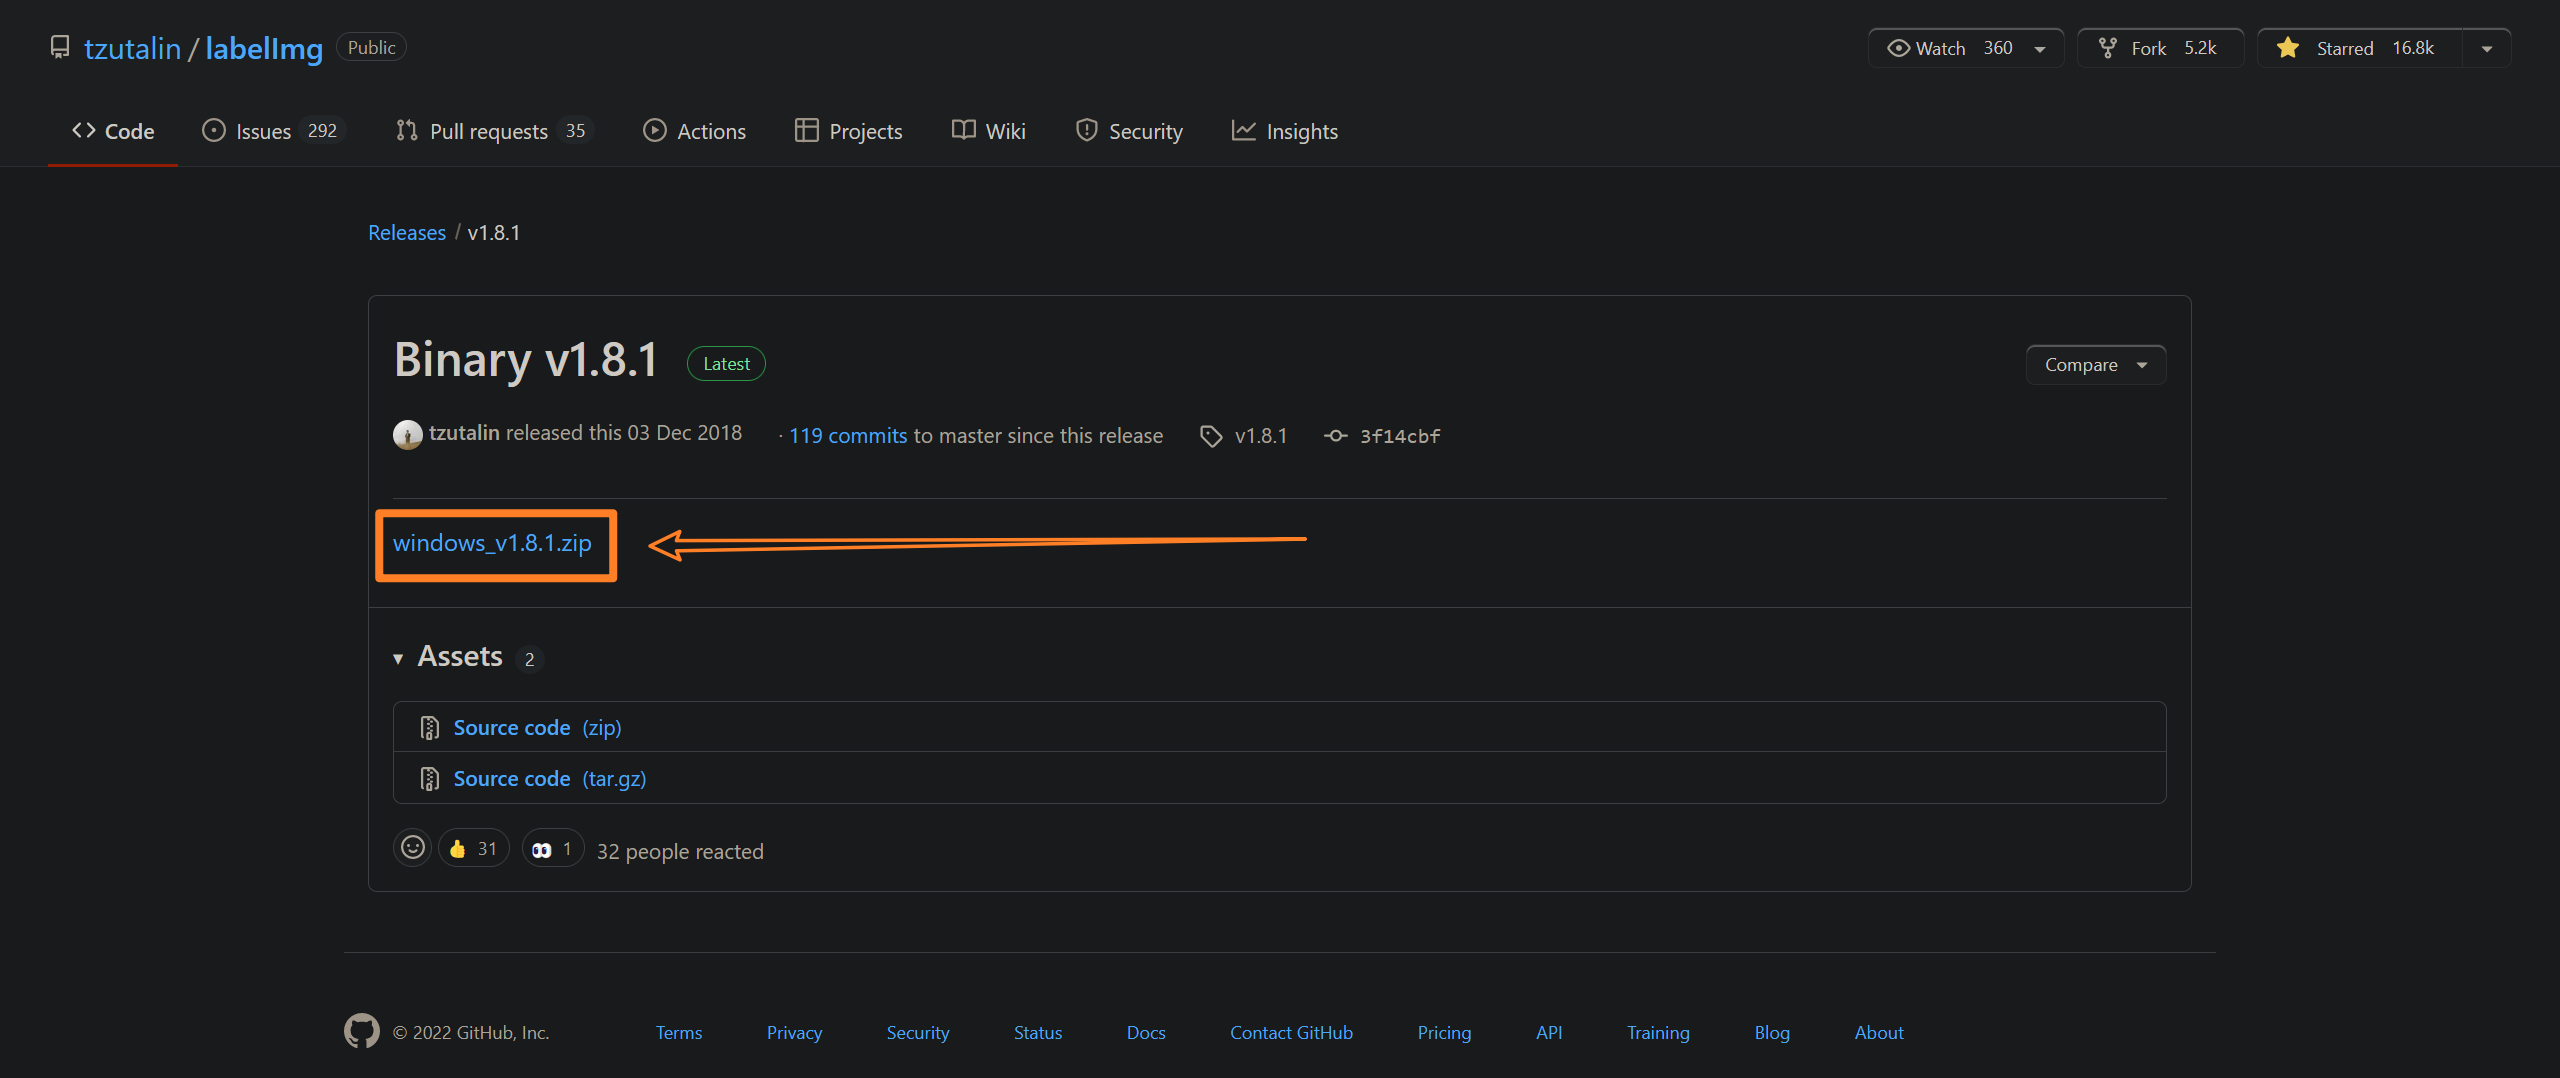 tzutalin / labelImg Public Watch 360 Fork 5.2k Starred 16.8k
Code Issues 292 Pull requests 35 Actions Projects Wiki Security Insights
Releases / v1.8.1
Binary v1.8.1 Latest Compare
tzutalin released this 03 Dec 2018 · 119 commits to master since this release v1.8.1 3f14cbf
windows_v1.8.1.zip
Assets 2
Source code (zip)
Source code (tar.gz)
31 1 32 people reacted
© 2022 GitHub, Inc. Terms Privacy Security Status Docs Contact GitHub Pricing API Training Blog About